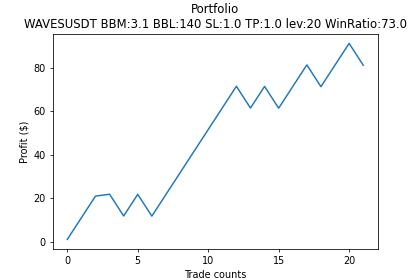 Portfolio
WAVESUSDT BBM:3.1 BBL:140 SL:1.0 TP:1.0 lev:20 WinRatio:73.0
80
60
40
20
0
Profit ($)
0 5 10 15 20
Trade counts